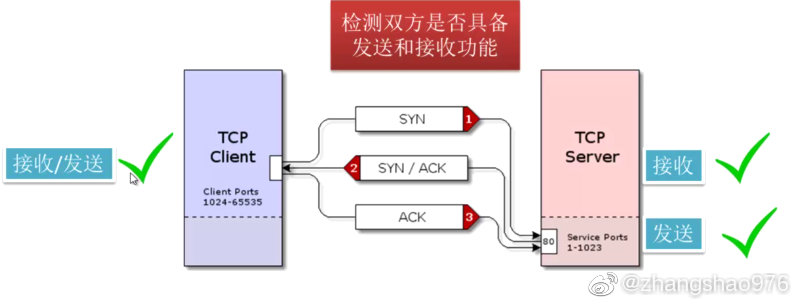 检测双方是否具备
发送和接收功能
TCP
Client
Client Ports
1024-65535
接收/发送
SYN
1
2
SYN / ACK
ACK
3
TCP
Server
80
Service Ports
1-1023
接收
发送
@zhangshao976